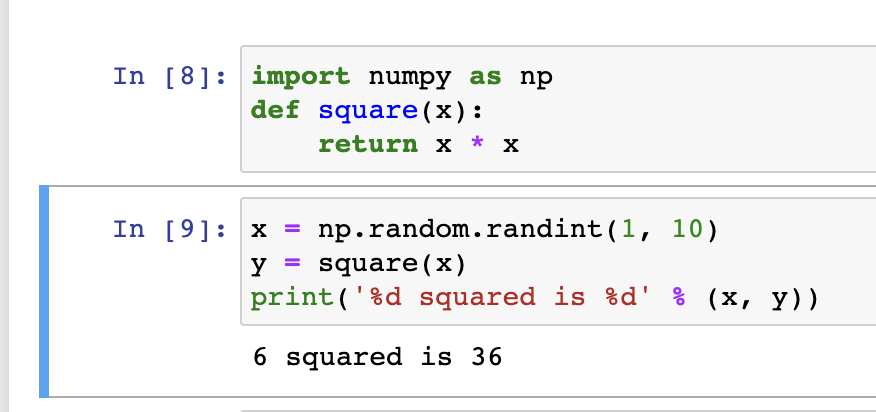 In [8]: import numpy as np
def square(x):
    return x * x
In [9]: x = np.random.randint(1, 10)
y = square(x)
print('%d squared is %d' % (x, y))
6 squared is 36